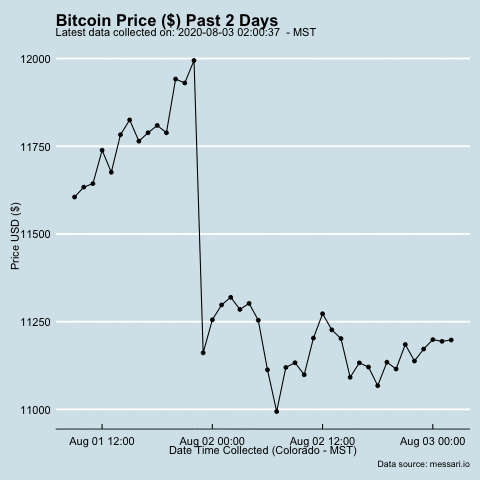 Bitcoin Price ($) Past 2 Days
Latest data collected on: 2020-08-03 02:00:37  - MST
12000
11750
11500
11250
11000
Price USD ($)
Aug 01 12:00 Aug 02 00:00 Aug 02 12:00 Aug 03 00:00
Date Time Collected (Colorado - MST)
Data source: messari.io